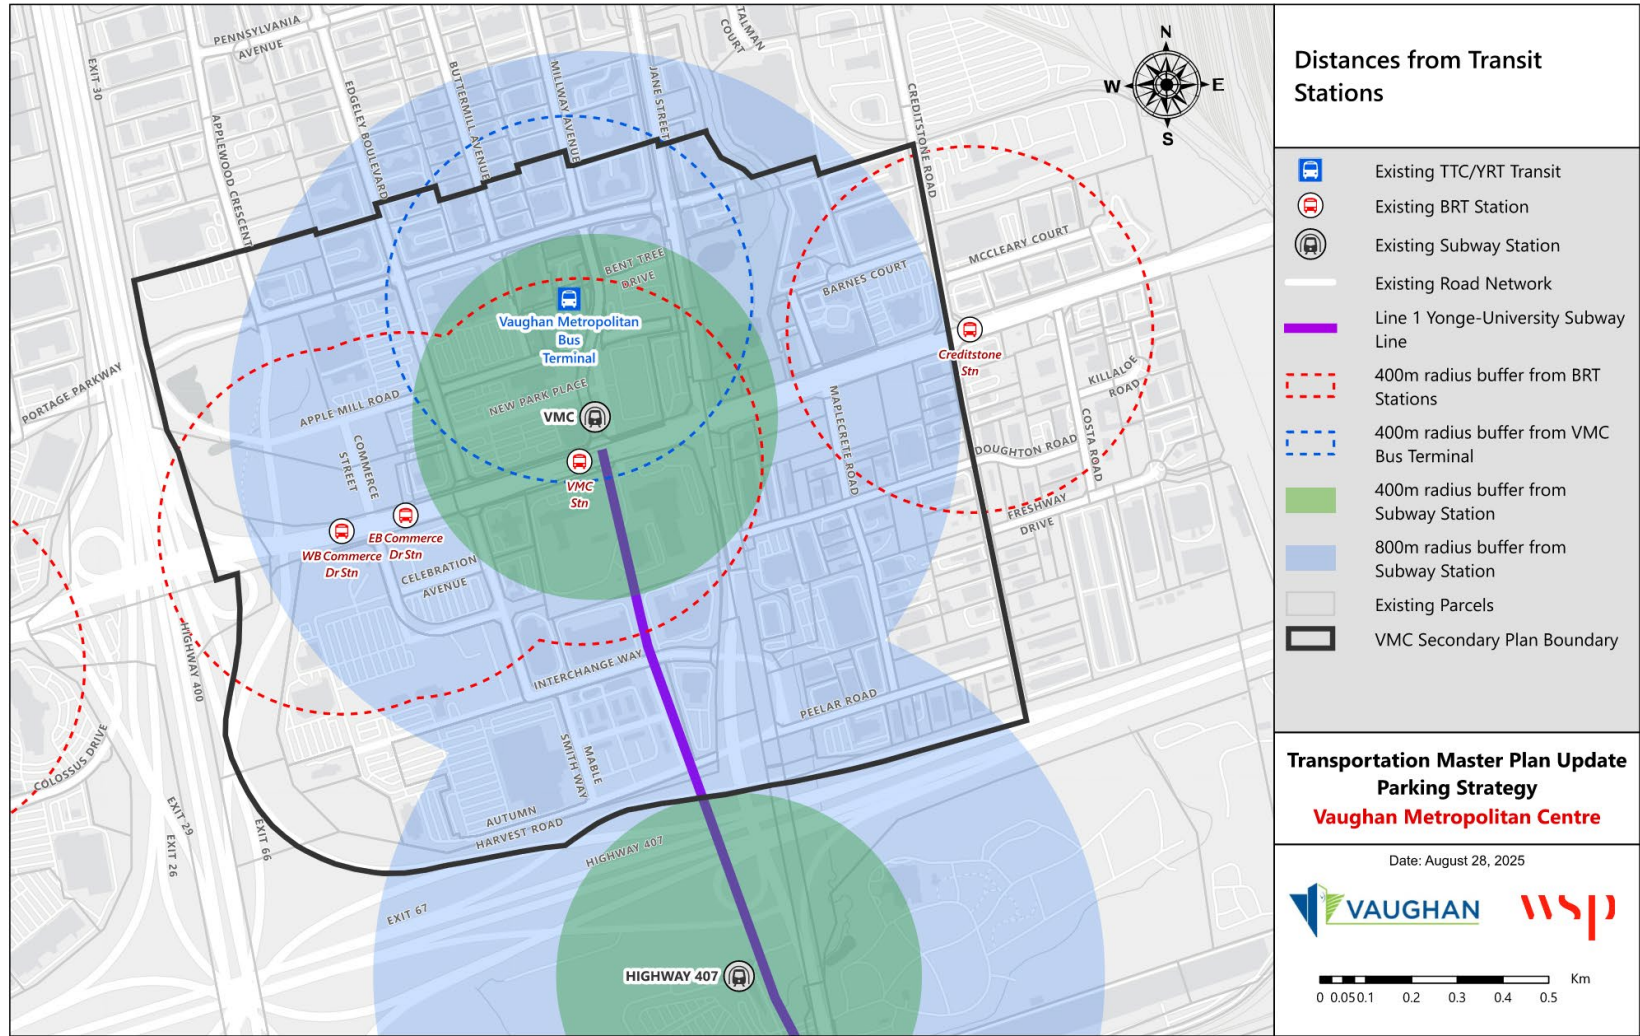 PENNSYLVANIA
AVENUE
TALMAN
COURT
EXIT 30
APPLEWOOD CRESCENT
EDGELEY BOULEVARD
BUTTERMILL AVENUE
MILLWAY AVENUE
JANE STREET
CREDITSTONE ROAD
N
W
E
S
BENT TREE
DRIVE
BARNES COURT
MCCLEARY COURT
Vaughan Metropolitan
Bus
Terminal
Creditstone
Stn
PORTAGE PARKWAY
APPLE MILL ROAD
NEW PARK PLACE
VMC
KILLALOE
ROAD
MAPLECRETE ROAD
COSTA ROAD
DOUGHTON ROAD
COMMERCE
STREET
VMC
Stn
EB Commerce
Dr Stn
WB Commerce
Dr Stn
FRESHWAY
DRIVE
CELEBRATION
AVENUE
HIGHWAY 400
INTERCHANGE WAY
PEELAR ROAD
COLOSSUS DRIVE
MABLE
SMITH WAY
AUTUMN
HARVEST ROAD
EXIT 29
EXIT 26
EXIT 66
HIGHWAY 407
EXIT 67
HIGHWAY 407
Distances from Transit
Stations
Existing TTC/YRT Transit
Existing BRT Station
Existing Subway Station
Existing Road Network
Line 1 Yonge-University Subway
Line
400m radius buffer from BRT
Stations
400m radius buffer from VMC
Bus Terminal
400m radius buffer from
Subway Station
800m radius buffer from
Subway Station
Existing Parcels
VMC Secondary Plan Boundary
Transportation Master Plan Update
Parking Strategy
Vaughan Metropolitan Centre
Date: August 28, 2025
VAUGHAN
wsp
Km
0 0.05 0.1 0.2 0.3 0.4 0.5